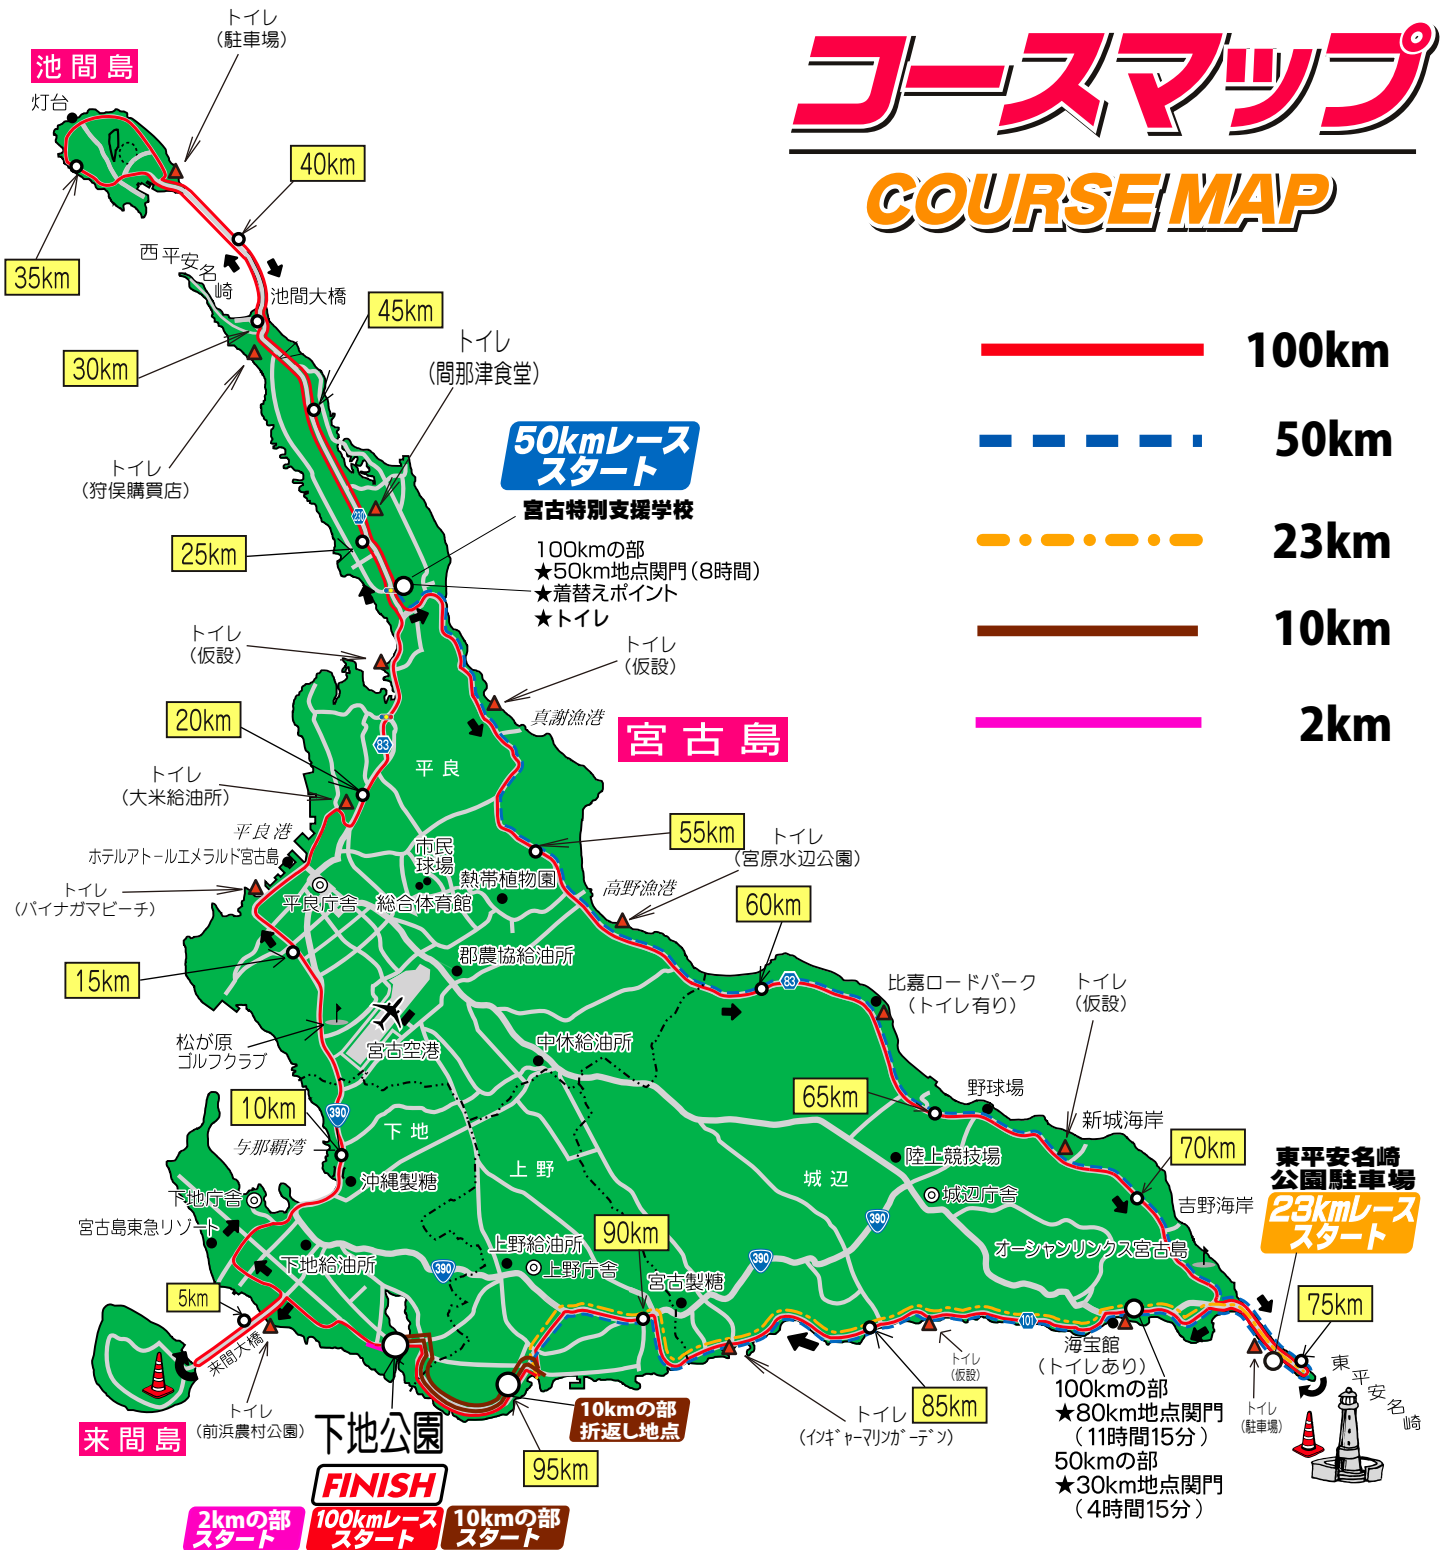 コースマップ
COURSE MAP
100km
50km
23km
10km
2km
トイレ
(駐車場)
池間島
灯台
40km
35km
西平安名崎
池間大橋
45km
30km
トイレ
(間那津食堂)
トイレ
(狩俣購買店)
50kmレース
スタート
宮古特別支援学校
230
25km
100kmの部
★50km地点関門(8時間)
★着替えポイント
★トイレ
トイレ
(仮設)
トイレ
(仮設)
20km
真謝漁港
宮古島
83
平良
トイレ
(大米給油所)
平良港
ホテルアトールエメラルド宮古島
市民
球場
55km
トイレ
(宮原水辺公園)
トイレ
(パイナガマビーチ)
平良庁舎
総合体育館
熱帯植物園
高野漁港
60km
15km
郡農協給油所
83
比嘉ロードパーク
(トイレ有り)
トイレ
(仮設)
松が原
ゴルフクラブ
宮古空港
中休給油所
10km
390
65km
野球場
新城海岸
与那覇湾
下地
上野
城辺
陸上競技場
70km
東平安名崎
公園駐車場
23kmレース
スタート
沖縄製糖
下地庁舎
城辺庁舎
吉野海岸
宮古島東急リゾート
90km
390
オーシャンリンクス宮古島
下地給油所
390
上野給油所
上野庁舎
390
宮古製糖
5km
75km
101
来間大橋
海宝館
(トイレあり)
トイレ
(仮設)
東平安名崎
トイレ
(駐車場)
85km
トイレ
(インギャーマリンガーデン)
来間島
トイレ
(前浜農村公園)
下地公園
10kmの部
折返し地点
95km
100kmの部
★80km地点関門
(11時間15分)
50kmの部
★30km地点関門
(4時間15分)
FINISH
2kmの部
スタート
100kmレース
スタート
10kmの部
スタート